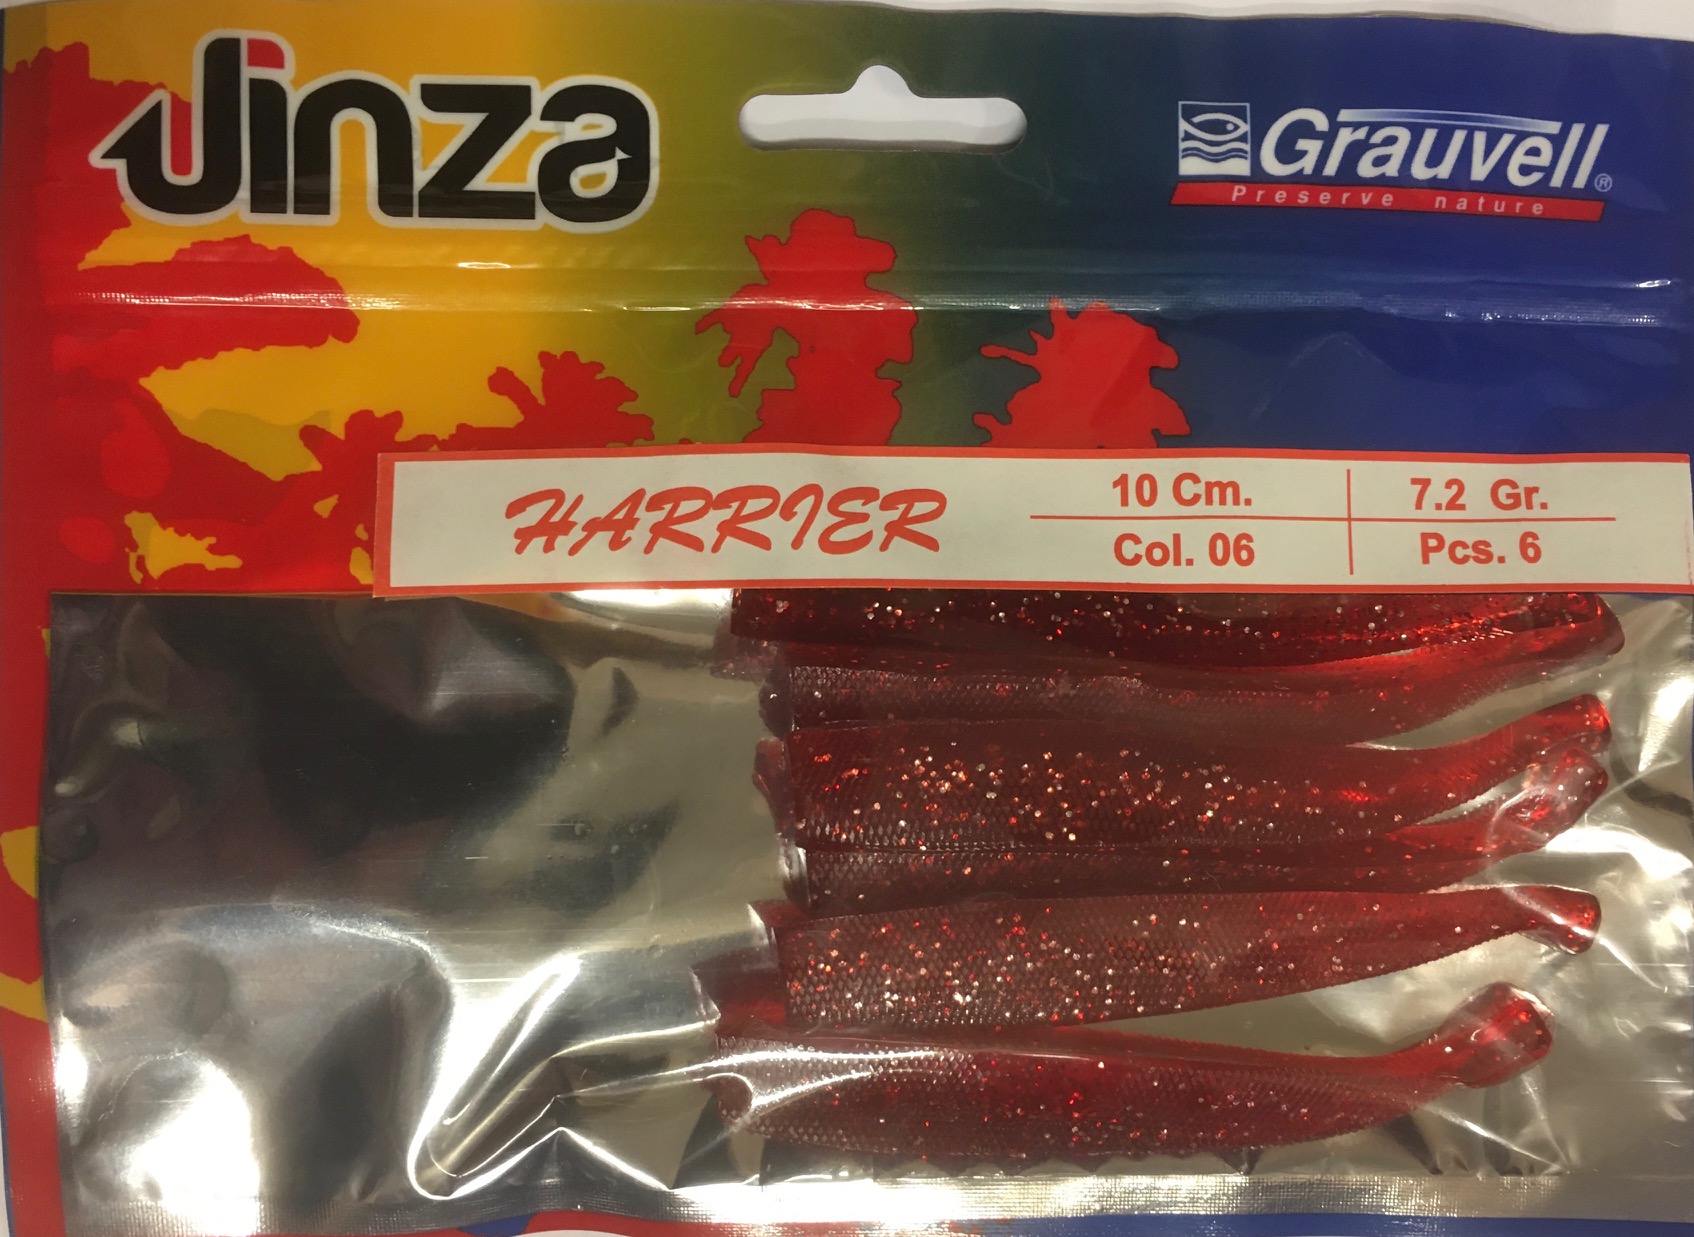 Jinza
Grauvell®
Preserve nature
HARRIER
10 Cm.
7.2 Gr.
Col. 06
Pcs. 6